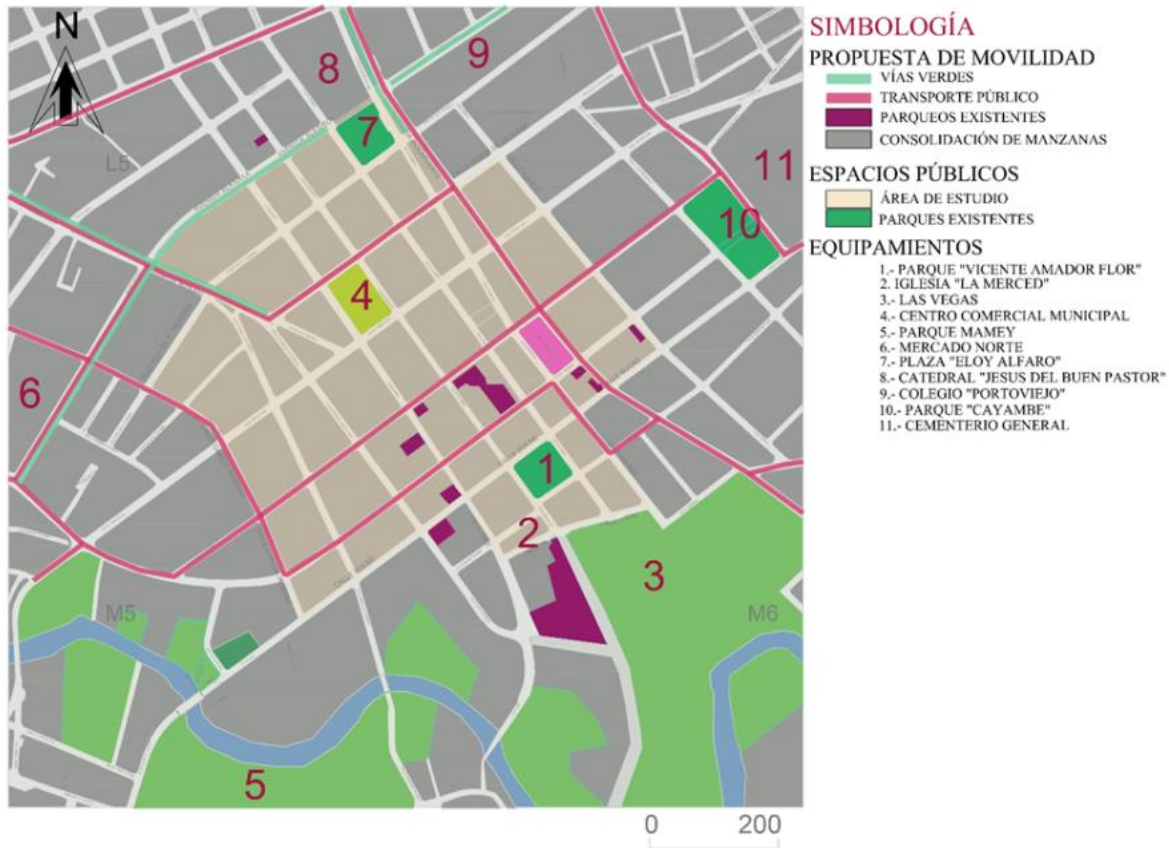 N
SIMBOLOGÍA
PROPUESTA DE MOVILIDAD
VÍAS VERDES
TRANSPORTE PÚBLICO
PARQUEOS EXISTENTES
CONSOLIDACIÓN DE MANZANAS
ESPACIOS PÚBLICOS
ÁREA DE ESTUDIO
PARQUES EXISTENTES
EQUIPAMIENTOS
1.- PARQUE "VICENTE AMADOR FLOR"
2. IGLESIA "LA MERCED"
3.- LAS VEGAS
4.- CENTRO COMERCIAL MUNICIPAL
5.- PARQUE MAMEY
6.- MERCADO NORTE
7.- PLAZA "ELOY ALFARO"
8.- CATEDRAL "JESUS DEL BUEN PASTOR"
9.- COLEGIO "PORTOVIEJO"
10.- PARQUE "CAYAMBE"
11.- CEMENTERIO GENERAL
8
9
7
L5
11
10
4
6
1
2
3
M5
M6
5
0 200